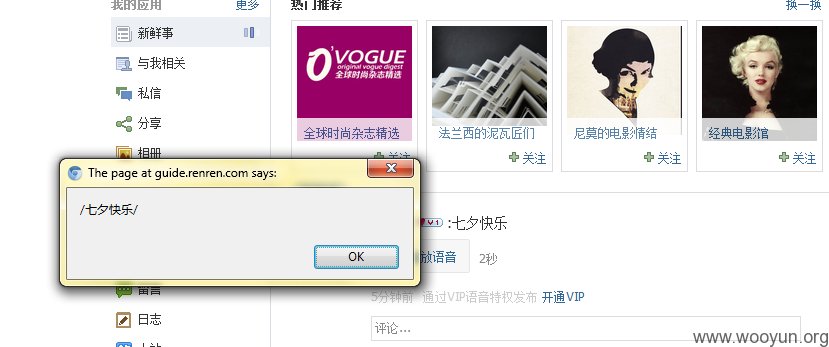 我的应用 更多
热门推荐 换一换
新鲜事
与我相关
私信
分享
相册
O'VOGUE
original vogue digest
全球时尚杂志精选
全球时尚杂志精选
关注
法兰西的泥瓦匠们
关注
尼莫的电影情结
关注
经典电影馆
关注
The page at guide.renren.com says:
/七夕快乐/
OK
V 1 :七夕快乐
放语音 2秒
5分钟前 通过VIP语音特权发布 开通VIP
评论...
留言
日志
www.wooyun.org